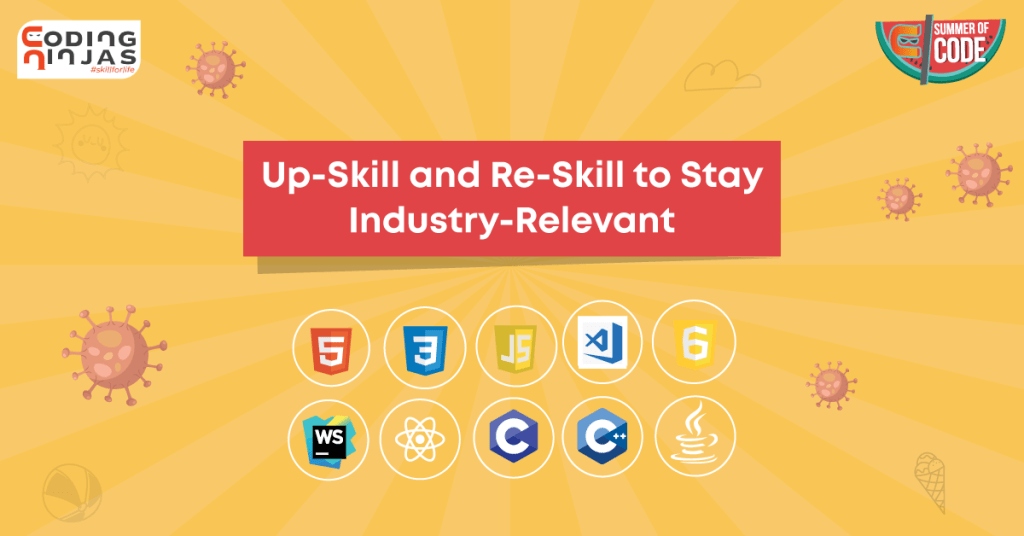 CODING
NINJAS
#skillforlife
SUMMER OF
CODE
Up-Skill and Re-Skill to Stay
Industry-Relevant
5
3
JS
6
WS
C
C++